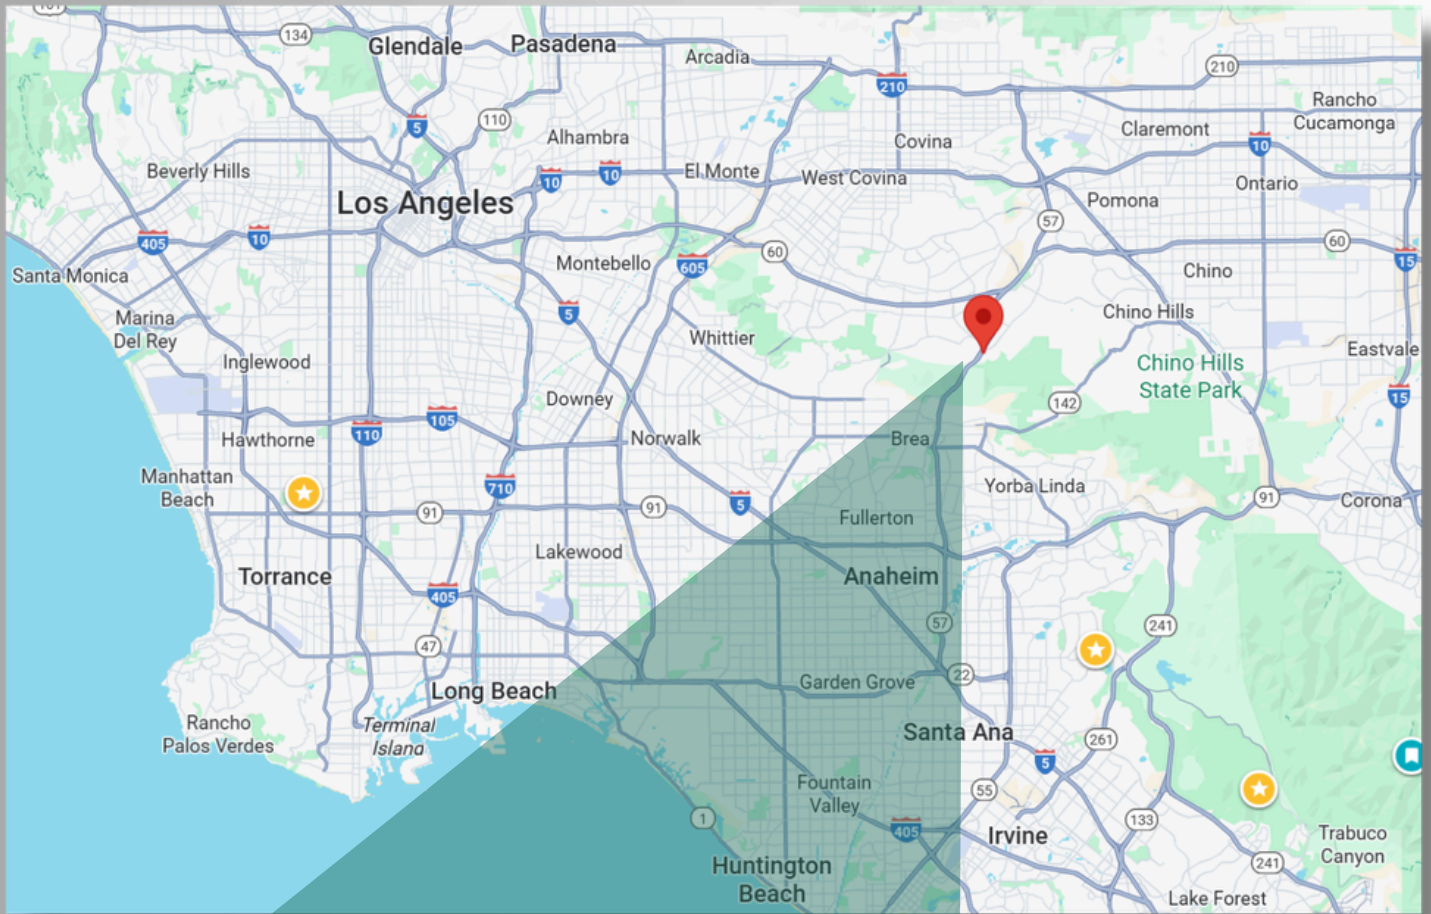 134
Glendale
Pasadena
Arcadia
210
210
Rancho
Cucamonga
5
110
Alhambra
Covina
Claremont
10
Beverly Hills
10
10
El Monte
West Covina
Ontario
Los Angeles
Pomona
57
405
10
60
60
15
Santa Monica
Montebello
605
Chino
Marina
Del Rey
5
Whittier
Chino Hills
Inglewood
Chino Hills
State Park
Eastvale
Downey
142
15
Hawthorne
110
105
Norwalk
Brea
Manhattan
Beach
710
91
91
5
Yorba Linda
91
Corona
Fullerton
Lakewood
Torrance
405
Anaheim
57
241
47
Long Beach
Garden Grove
22
Rancho
Palos Verdes
Terminal
Island
Santa Ana
261
5
Fountain
Valley
55
1
405
Irvine
133
Trabuco
Canyon
Huntington
Beach
241
Lake Forest